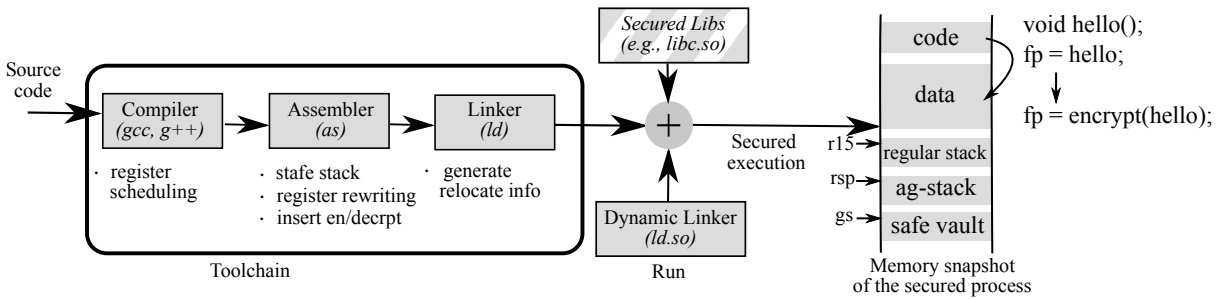 Source
code
Compiler
(gcc, g++)
· register
scheduling
Assembler
(as)
· stafe stack
· register rewriting
· insert en/decrpt
Linker
(ld)
· generate
relocate info
Toolchain
Secured Libs
(e.g., libc.so)
+
Dynamic Linker
(ld.so)
Run
Secured
execution
code
data
r15
regular stack
rsp
ag-stack
gs
safe vault
Memory snapshot
of the secured process
void hello();
fp = hello;
fp = encrypt(hello);